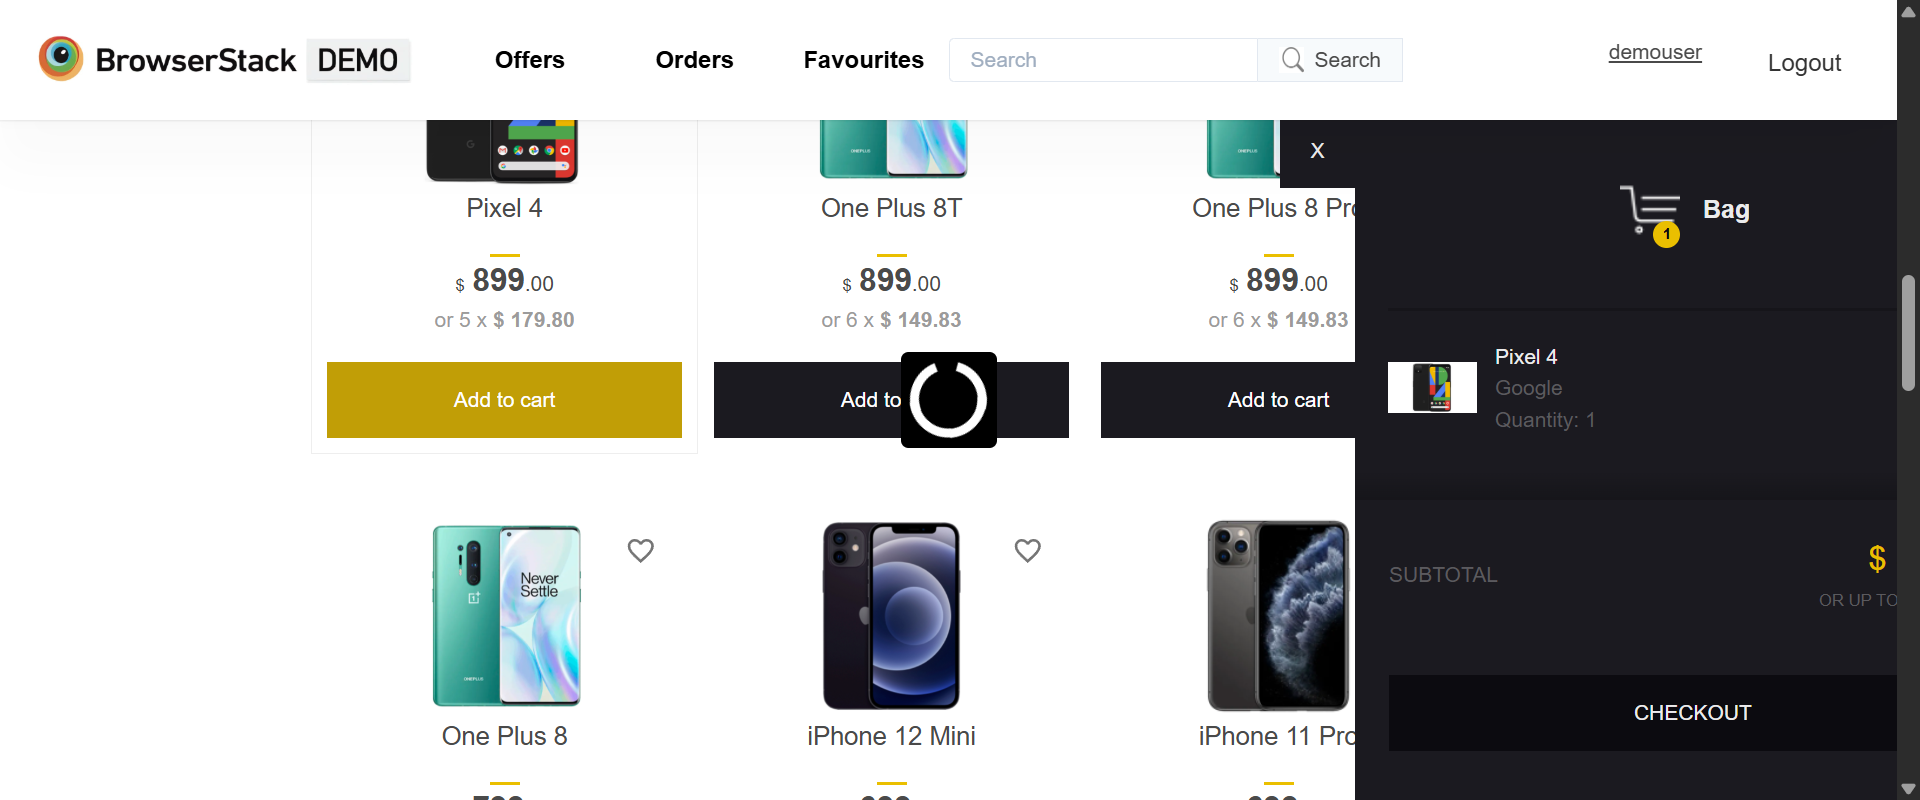 BrowserStack DEMO
Offers
Orders
Favourites
Search
Search
demouser
Logout
X
Bag
1
Pixel 4
$ 899.00
or 5 x $ 179.80
Add to cart
One Plus 8T
$ 899.00
or 6 x $ 149.83
Add to
One Plus 8 Pro
$ 899.00
or 6 x $ 149.83
Add to cart
Pixel 4
Google
Quantity: 1
SUBTOTAL
$
OR UP TO
CHECKOUT
Never
Settle
ONEPLUS
One Plus 8
iPhone 12 Mini
iPhone 11 Pro